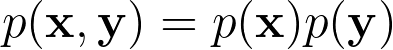 p(𝐱, 𝐲) = p(𝐱)p(𝐲)